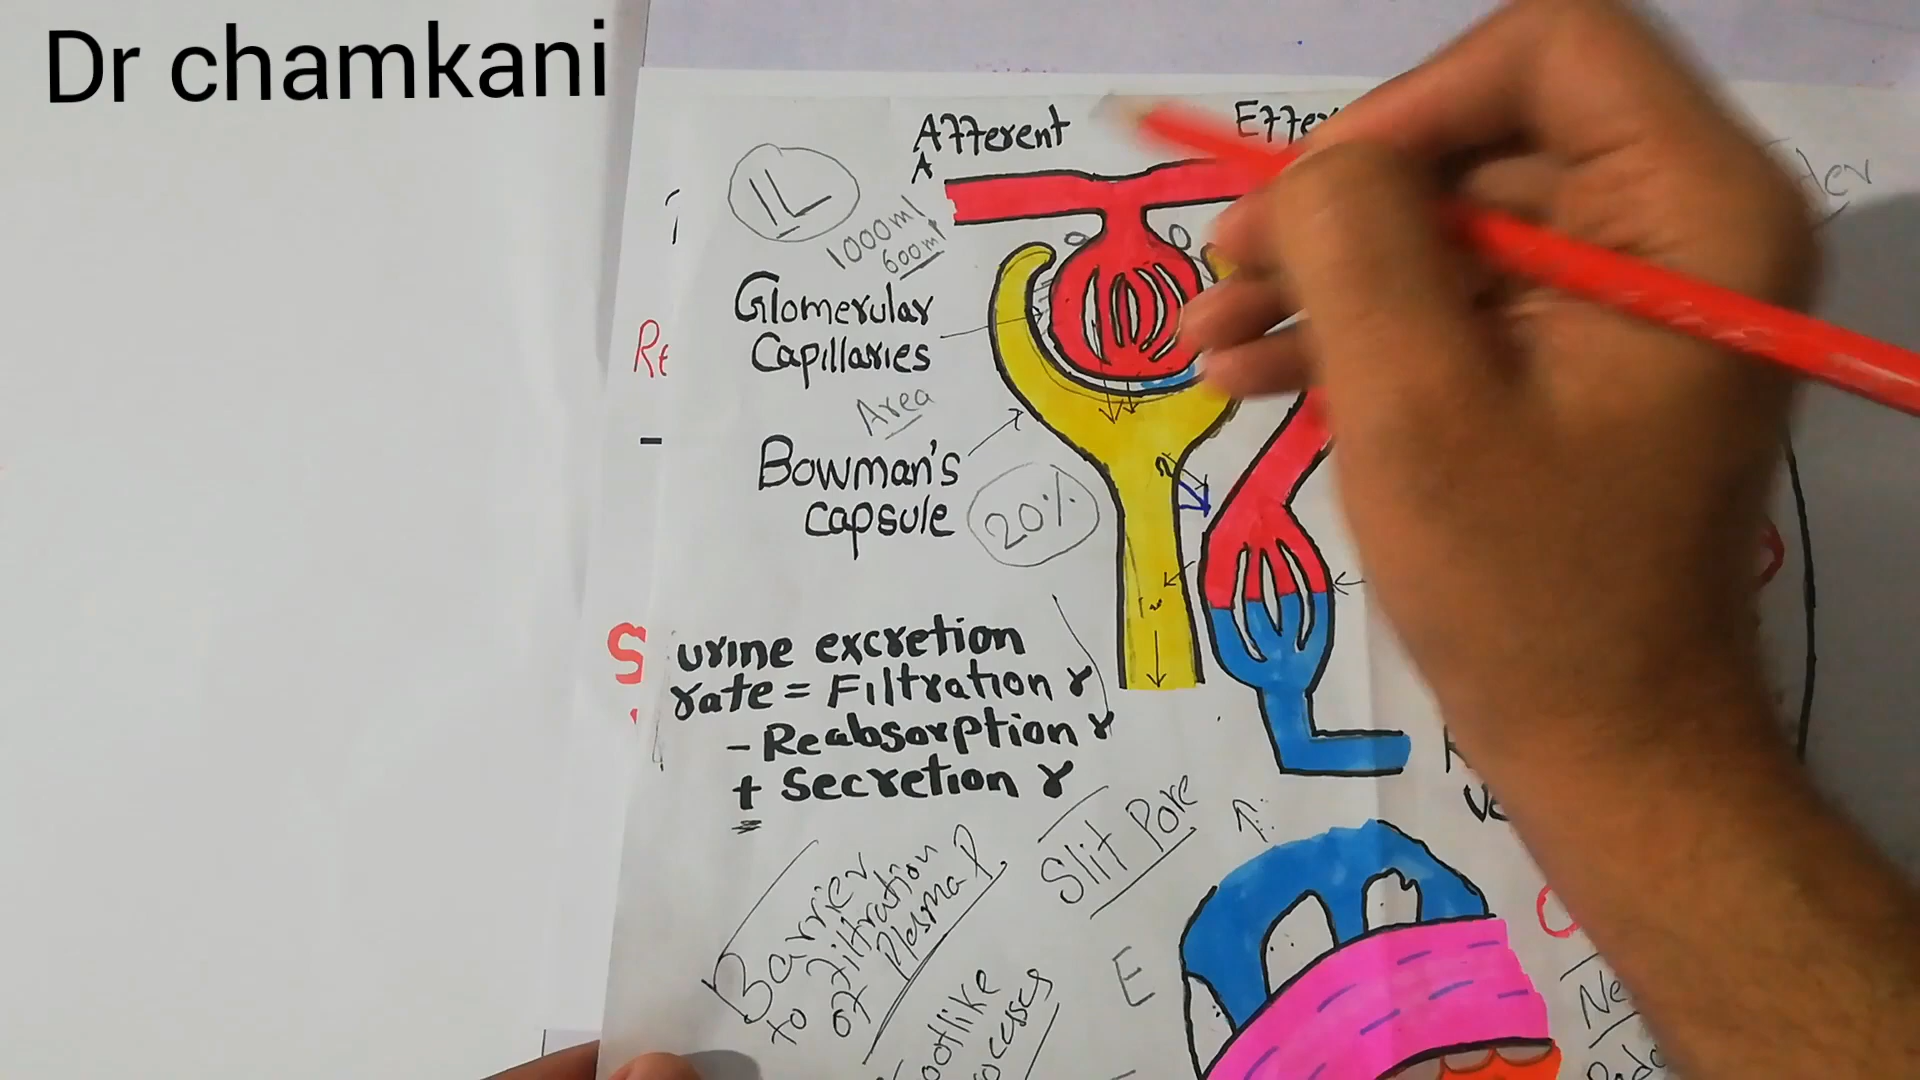 Dr chamkani
Afferent
A
1L
1000ml
600ml
Glomerular
Capillaries
Area
Bowman's
capsule
20%
urine excretion
rate = Filtration r
- Reabsorption r
+ Secretion r
Slit Pore
Barrier
to Filtration
of Plasma P
E